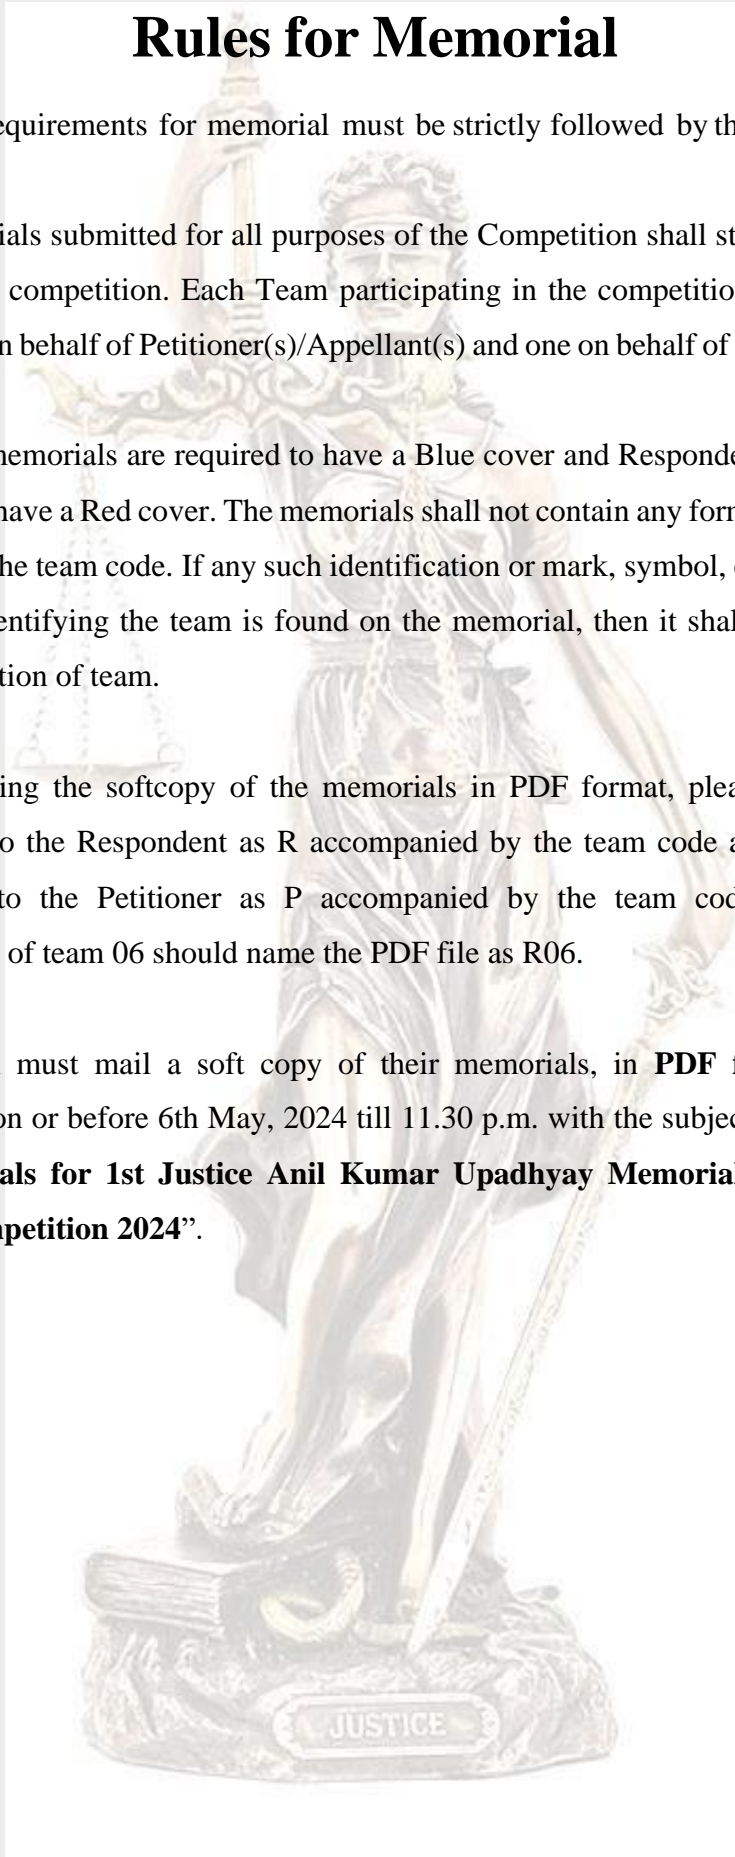 Rules for Memorial
equirements for memorial must be strictly followed by th
ials submitted for all purposes of the Competition shall st
competition. Each Team participating in the competitio
n behalf of Petitioner(s)/Appellant(s) and one on behalf of
emorials are required to have a Blue cover and Responde
have a Red cover. The memorials shall not contain any form
he team code. If any such identification or mark, symbol,
entifying the team is found on the memorial, then it shal
tion of team.
ing the softcopy of the memorials in PDF format, plea
o the Respondent as R accompanied by the team code a
to the Petitioner as P accompanied by the team cod
of team 06 should name the PDF file as R06.
must mail a soft copy of their memorials, in PDF f
on or before 6th May, 2024 till 11.30 p.m. with the subjec
als for 1st Justice Anil Kumar Upadhyay Memorial
petition 2024”.
JUSTICE